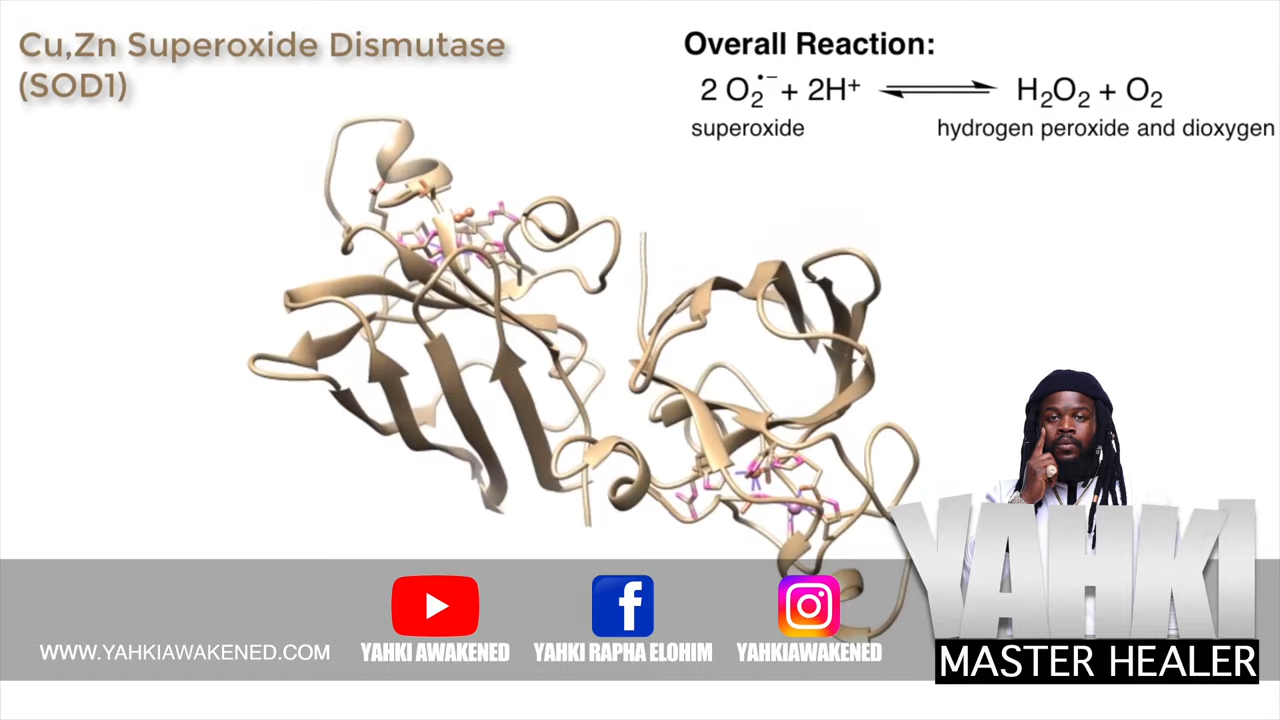 Cu,Zn Superoxide Dismutase
(SOD1)
Overall Reaction:
2 O₂•⁻ + 2H⁺ ⇌ H₂O₂ + O₂
superoxide
hydrogen peroxide and dioxygen
YAHKI
MASTER HEALER
WWW.YAHKIAWAKENED.COM
YAHKI AWAKENED
YAHKI RAPHA ELOHIM
YAHKIAWAKENED